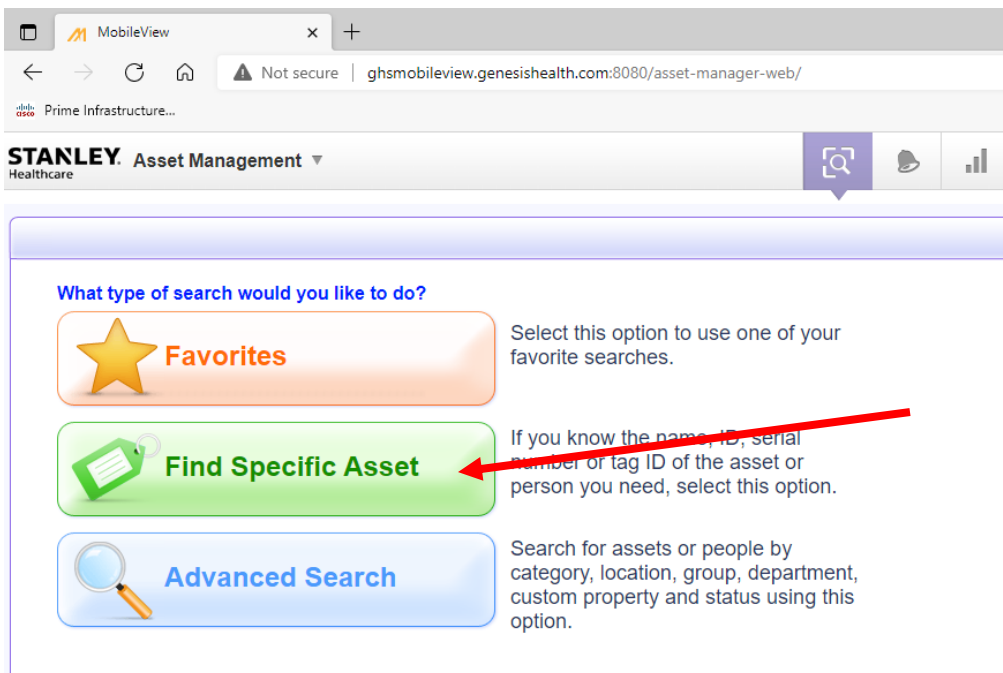 MobileView
Not secure | ghsmobileview.genesishealth.com:8080/asset-manager-web/
cisco Prime Infrastructure...
STANLEY. Asset Management
Healthcare
What type of search would you like to do?
Favorites
Select this option to use one of your
favorite searches.
Find Specific Asset
If you know the name, ID, serial
number or tag ID of the asset or
person you need, select this option.
Advanced Search
Search for assets or people by
category, location, group, department,
custom property and status using this
option.